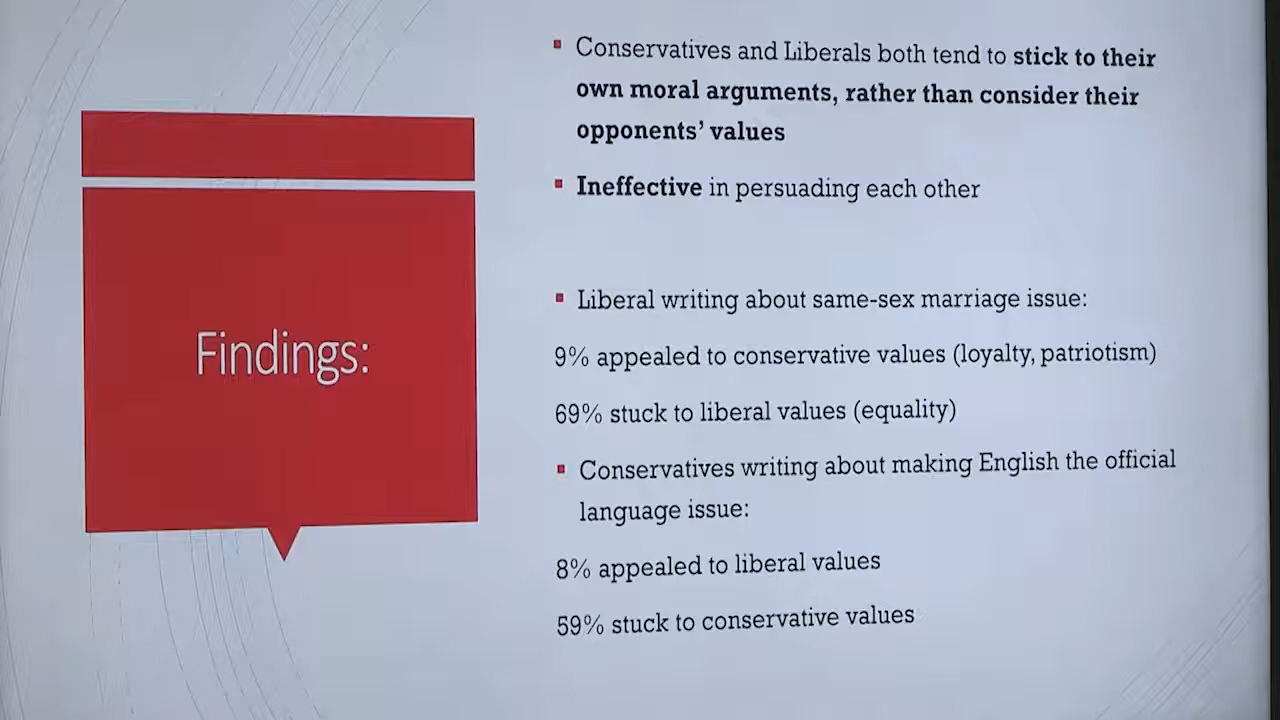 Findings:
Conservatives and Liberals both tend to stick to their
own moral arguments, rather than consider their
opponents' values
Ineffective in persuading each other
Liberal writing about same-sex marriage issue:
9% appealed to conservative values (loyalty, patriotism)
69% stuck to liberal values (equality)
Conservatives writing about making English the official
language issue:
8% appealed to liberal values
59% stuck to conservative values